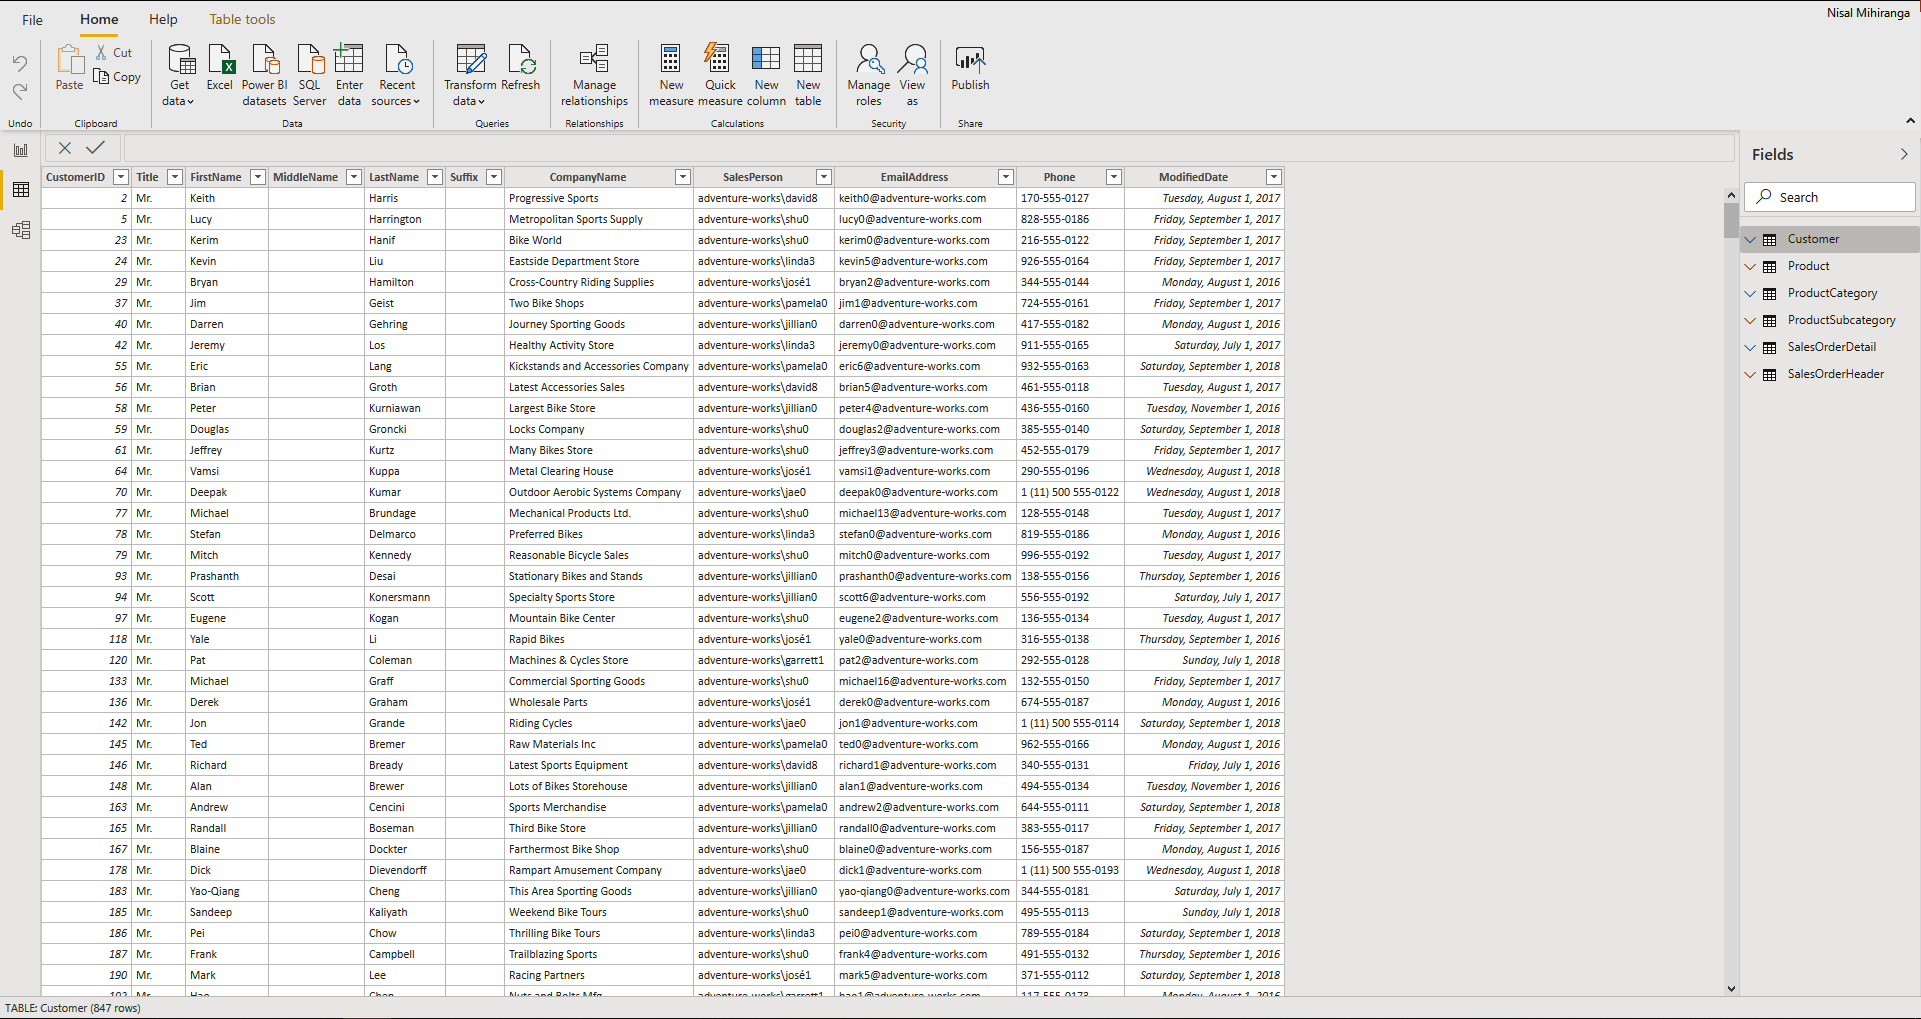 File Home Help Table tools
Nisal Mihiranga
Paste Cut Copy
Get data Excel Power BI datasets SQL Server Enter data Recent sources
Transform data Refresh Manage relationships New measure Quick measure New column New table
Manage roles View as Publish
Undo Clipboard Data Queries Relationships Calculations Security Share
Fields
Search
Customer
Product
ProductCategory
ProductSubcategory
SalesOrderDetail
SalesOrderHeader
CustomerID Title FirstName MiddleName LastName Suffix CompanyName SalesPerson EmailAddress Phone ModifiedDate
2 Mr. Keith Harris Progressive Sports adventure-works\david8 keith0@adventure-works.com 170-555-0127 Tuesday, August 1, 2017
5 Mr. Lucy Harrington Metropolitan Sports Supply adventure-works\shu0 lucy0@adventure-works.com 828-555-0186 Friday, September 1, 2017
23 Mr. Kerim Hanif Bike World adventure-works\shu0 kerim0@adventure-works.com 216-555-0122 Friday, September 1, 2017
24 Mr. Kevin Liu Eastside Department Store adventure-works\linda3 kevin5@adventure-works.com 926-555-0164 Friday, September 1, 2017
29 Mr. Bryan Hamilton Cross-Country Riding Supplies adventure-works\josé1 bryan2@adventure-works.com 344-555-0144 Monday, August 1, 2016
37 Mr. Jim Geist Two Bike Shops adventure-works\pamela0 jim1@adventure-works.com 724-555-0161 Friday, September 1, 2017
40 Mr. Darren Gehring Journey Sporting Goods adventure-works\jillian0 darren0@adventure-works.com 417-555-0182 Monday, August 1, 2016
42 Mr. Jeremy Los Healthy Activity Store adventure-works\linda3 jeremy0@adventure-works.com 911-555-0165 Saturday, July 1, 2017
55 Mr. Eric Lang Kickstands and Accessories Company adventure-works\pamela0 eric6@adventure-works.com 932-555-0163 Saturday, September 1, 2018
56 Mr. Brian Groth Latest Accessories Sales adventure-works\david8 brian5@adventure-works.com 461-555-0118 Tuesday, August 1, 2017
58 Mr. Peter Kurniawan Largest Bike Store adventure-works\jillian0 peter4@adventure-works.com 436-555-0160 Tuesday, November 1, 2016
59 Mr. Douglas Groncki Locks Company adventure-works\shu0 douglas2@adventure-works.com 385-555-0140 Saturday, September 1, 2018
61 Mr. Jeffrey Kurtz Many Bikes Store adventure-works\shu0 jeffrey3@adventure-works.com 452-555-0179 Friday, September 1, 2017
64 Mr. Vamsi Kuppa Metal Clearing House adventure-works\josé1 vamsi1@adventure-works.com 290-555-0196 Wednesday, August 1, 2018
70 Mr. Deepak Kumar Outdoor Aerobic Systems Company adventure-works\jae0 deepak0@adventure-works.com 1 (11) 500 555-0122 Wednesday, August 1, 2018
77 Mr. Michael Brundage Mechanical Products Ltd. adventure-works\shu0 michael13@adventure-works.com 128-555-0148 Tuesday, August 1, 2017
78 Mr. Stefan Delmarco Preferred Bikes adventure-works\linda3 stefan0@adventure-works.com 819-555-0186 Monday, August 1, 2016
79 Mr. Mitch Kennedy Reasonable Bicycle Sales adventure-works\shu0 mitch0@adventure-works.com 996-555-0192 Tuesday, August 1, 2017
93 Mr. Prashanth Desai Stationary Bikes and Stands adventure-works\jillian0 prashanth0@adventure-works.com 138-555-0156 Thursday, September 1, 2016
94 Mr. Scott Konersmann Specialty Sports Store adventure-works\jillian0 scott6@adventure-works.com 556-555-0192 Saturday, July 1, 2017
97 Mr. Eugene Kogan Mountain Bike Center adventure-works\shu0 eugene2@adventure-works.com 136-555-0134 Tuesday, August 1, 2017
118 Mr. Yale Li Rapid Bikes adventure-works\josé1 yale0@adventure-works.com 316-555-0138 Thursday, September 1, 2016
120 Mr. Pat Coleman Machines & Cycles Store adventure-works\garrett1 pat2@adventure-works.com 292-555-0128 Sunday, July 1, 2018
133 Mr. Michael Graff Commercial Sporting Goods adventure-works\shu0 michael16@adventure-works.com 132-555-0150 Friday, September 1, 2017
136 Mr. Derek Graham Wholesale Parts adventure-works\josé1 derek0@adventure-works.com 674-555-0187 Monday, August 1, 2016
142 Mr. Jon Grande Riding Cycles adventure-works\jae0 jon1@adventure-works.com 1 (11) 500 555-0114 Saturday, September 1, 2018
145 Mr. Ted Bremer Raw Materials Inc adventure-works\pamela0 ted0@adventure-works.com 962-555-0166 Monday, August 1, 2016
146 Mr. Richard Bready Latest Sports Equipment adventure-works\david8 richard1@adventure-works.com 340-555-0131 Friday, July 1, 2016
148 Mr. Alan Brewer Lots of Bikes Storehouse adventure-works\jillian0 alan1@adventure-works.com 494-555-0134 Tuesday, November 1, 2016
163 Mr. Andrew Cencini Sports Merchandise adventure-works\pamela0 andrew2@adventure-works.com 644-555-0111 Saturday, September 1, 2018
165 Mr. Randall Boseman Third Bike Store adventure-works\jillian0 randall0@adventure-works.com 383-555-0117 Friday, September 1, 2017
167 Mr. Blaine Dockter Farthermost Bike Shop adventure-works\shu0 blaine0@adventure-works.com 156-555-0187 Monday, August 1, 2016
178 Mr. Dick Dievendorff Rampart Amusement Company adventure-works\jae0 dick1@adventure-works.com 1 (11) 500 555-0193 Wednesday, August 1, 2018
183 Mr. Yao-Qiang Cheng This Area Sporting Goods adventure-works\jillian0 yao-qiang0@adventure-works.com 344-555-0181 Saturday, July 1, 2017
185 Mr. Sandeep Kaliyath Weekend Bike Tours adventure-works\shu0 sandeep1@adventure-works.com 495-555-0113 Sunday, July 1, 2018
186 Mr. Pei Chow Thrilling Bike Tours adventure-works\linda3 pei0@adventure-works.com 789-555-0184 Saturday, September 1, 2018
187 Mr. Frank Campbell Trailblazing Sports adventure-works\shu0 frank4@adventure-works.com 491-555-0132 Thursday, September 1, 2016
190 Mr. Mark Lee Racing Partners adventure-works\josé1 mark5@adventure-works.com 371-555-0112 Saturday, September 1, 2018
TABLE: Customer (847 rows)